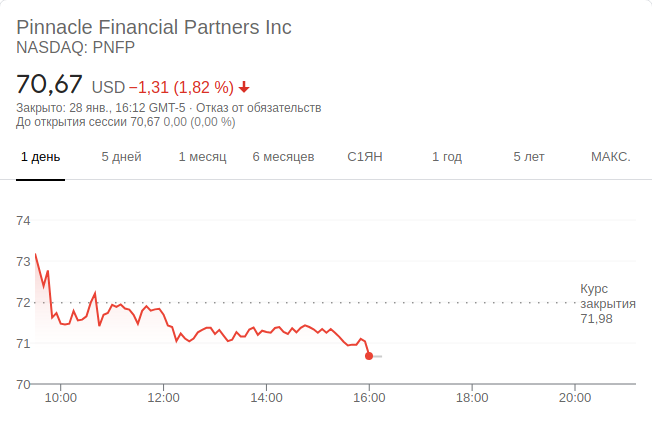 Pinnacle Financial Partners Inc
NASDAQ: PNFP
70,67 USD −1,31 (1,82 %)
Закрыто: 28 янв., 16:12 GMT-5 · Отказ от обязательств
До открытия сессии 70,67 0,00 (0,00 %)
1 день 5 дней 1 месяц 6 месяцев С1ЯН 1 год 5 лет МАКС.
74
73
72
71
70
Курс
закрытия
71,98
10:00 12:00 14:00 16:00 18:00 20:00